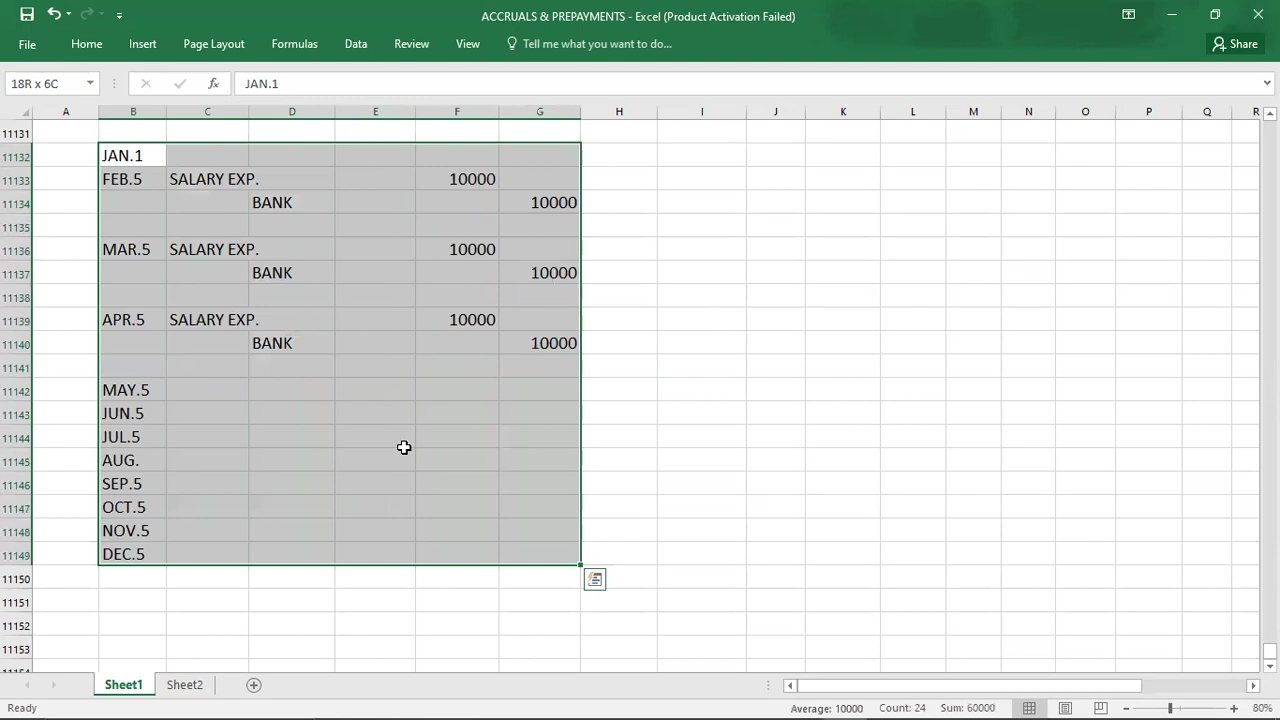 ACCRUALS & PREPAYMENTS - Excel (Product Activation Failed)
File Home Insert Page Layout Formulas Data Review View Tell me what you want to do... Share
18R x 6C fx JAN.1
A B C D E F G H I J K L M N O P Q R
11131
11132 JAN.1
11133 FEB.5 SALARY EXP. 10000
11134 BANK 10000
11135
11136 MAR.5 SALARY EXP. 10000
11137 BANK 10000
11138
11139 APR.5 SALARY EXP. 10000
11140 BANK 10000
11141
11142 MAY.5
11143 JUN.5
11144 JUL.5
11145 AUG.
11146 SEP.5
11147 OCT.5
11148 NOV.5
11149 DEC.5
11150
11151
11152
11153
Sheet1 Sheet2
Ready Average: 10000 Count: 24 Sum: 60000 80%